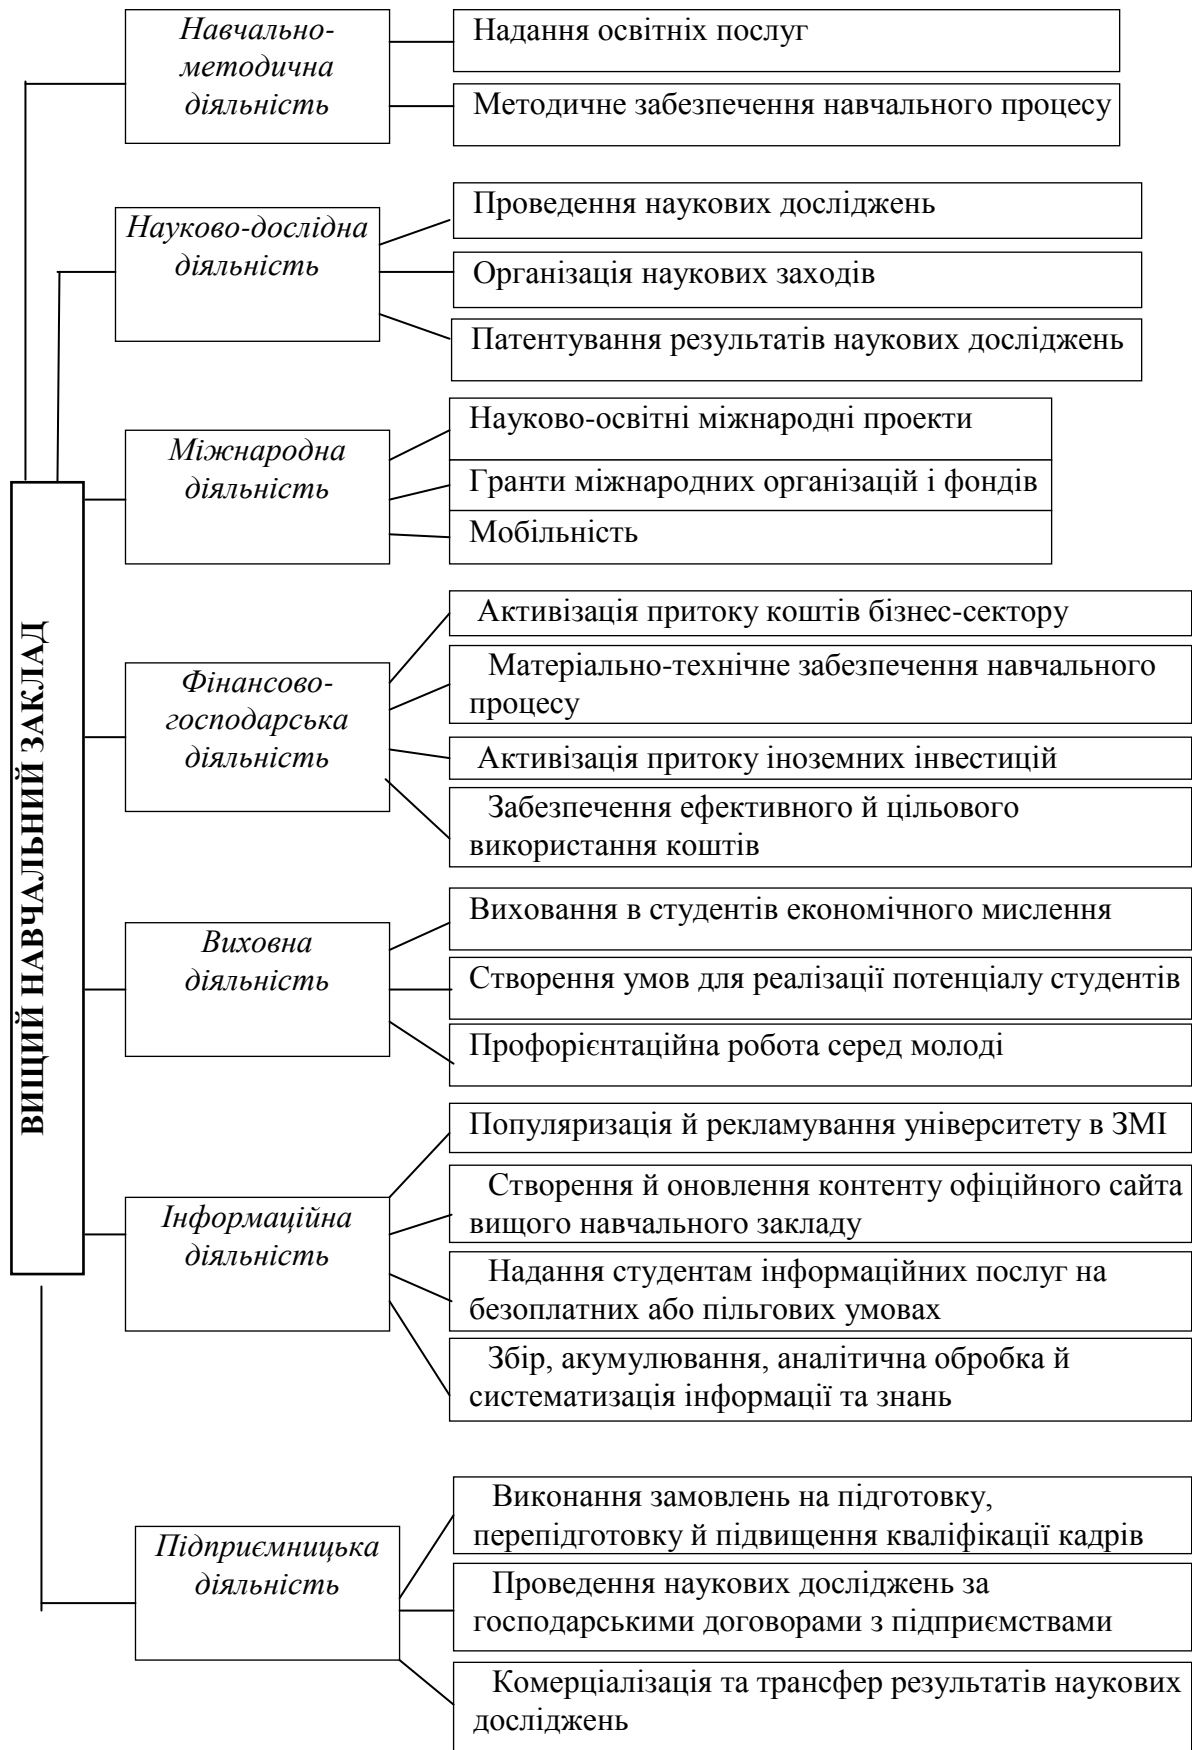 ВИЩИЙ НАВЧАЛЬНИЙ ЗАКЛАД
Навчально-
методична
діяльність
Надання освітніх послуг
Методичне забезпечення навчального процесу
Науково-дослідна
діяльність
Проведення наукових досліджень
Організація наукових заходів
Патентування результатів наукових досліджень
Міжнародна
діяльність
Науково-освітні міжнародні проекти
Гранти міжнародних організацій і фондів
Мобільність
Фінансово-
господарська
діяльність
Активізація притоку коштів бізнес-сектору
Матеріально-технічне забезпечення навчального
процесу
Активізація притоку іноземних інвестицій
Забезпечення ефективного й цільового
використання коштів
Виховна
діяльність
Виховання в студентів економічного мислення
Створення умов для реалізації потенціалу студентів
Профорієнтаційна робота серед молоді
Інформаційна
діяльність
Популяризація й рекламування університету в ЗМІ
Створення й оновлення контенту офіційного сайта
вищого навчального закладу
Надання студентам інформаційних послуг на
безоплатних або пільгових умовах
Збір, акумулювання, аналітична обробка й
систематизація інформації та знань
Підприємницька
діяльність
Виконання замовлень на підготовку,
перепідготовку й підвищення кваліфікації кадрів
Проведення наукових досліджень за
господарськими договорами з підприємствами
Комерціалізація та трансфер результатів наукових
досліджень